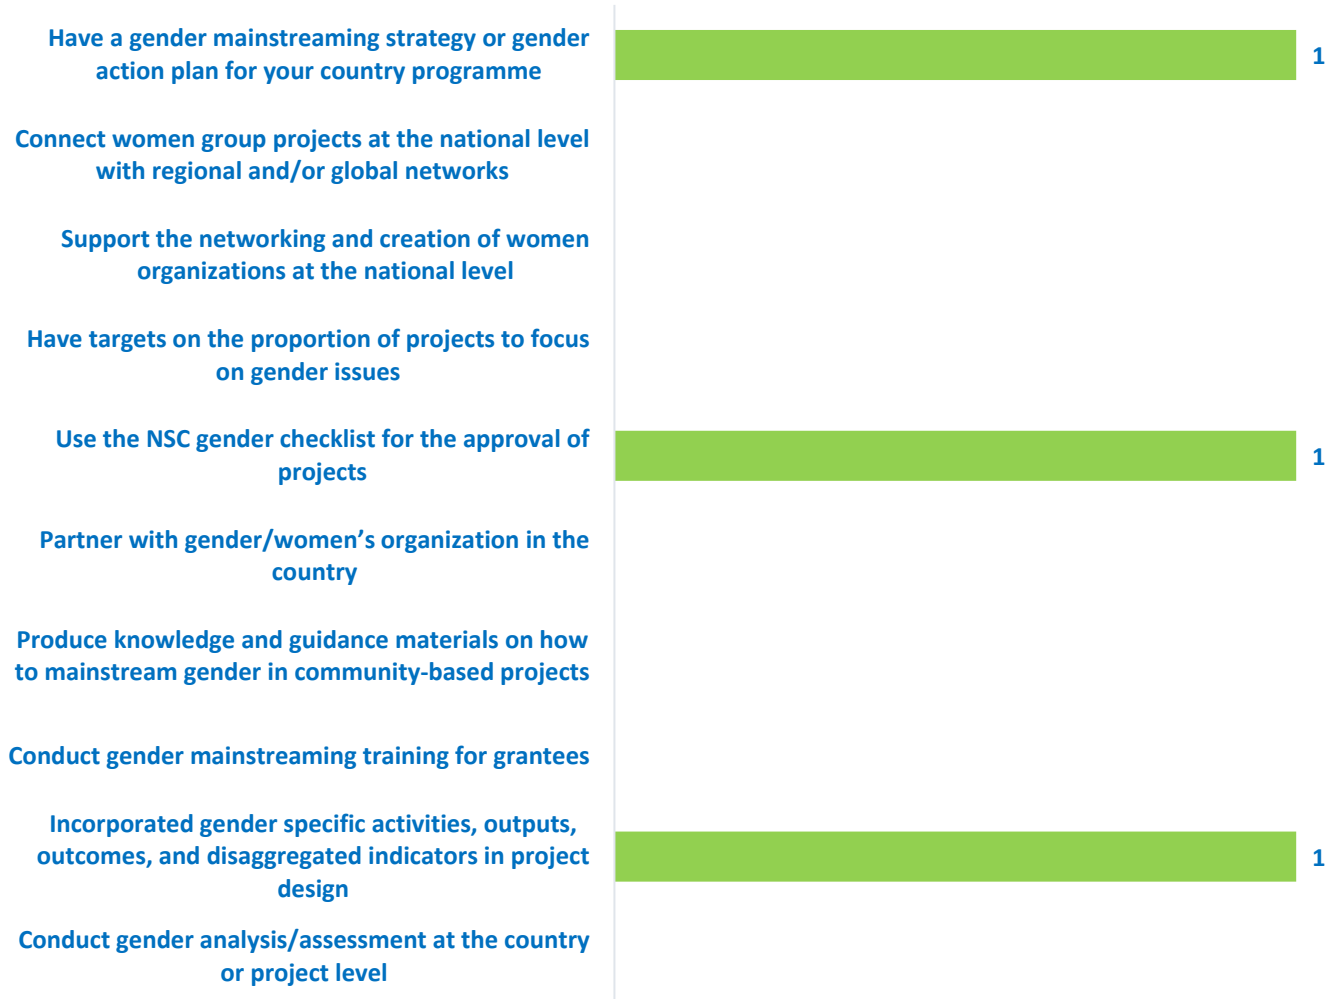 Have a gender mainstreaming strategy or gender
action plan for your country programme
1
Connect women group projects at the national level
with regional and/or global networks
Support the networking and creation of women
organizations at the national level
Have targets on the proportion of projects to focus
on gender issues
Use the NSC gender checklist for the approval of
projects
1
Partner with gender/women’s organization in the
country
Produce knowledge and guidance materials on how
to mainstream gender in community-based projects
Conduct gender mainstreaming training for grantees
Incorporated gender specific activities, outputs,
outcomes, and disaggregated indicators in project
design
1
Conduct gender analysis/assessment at the country
or project level